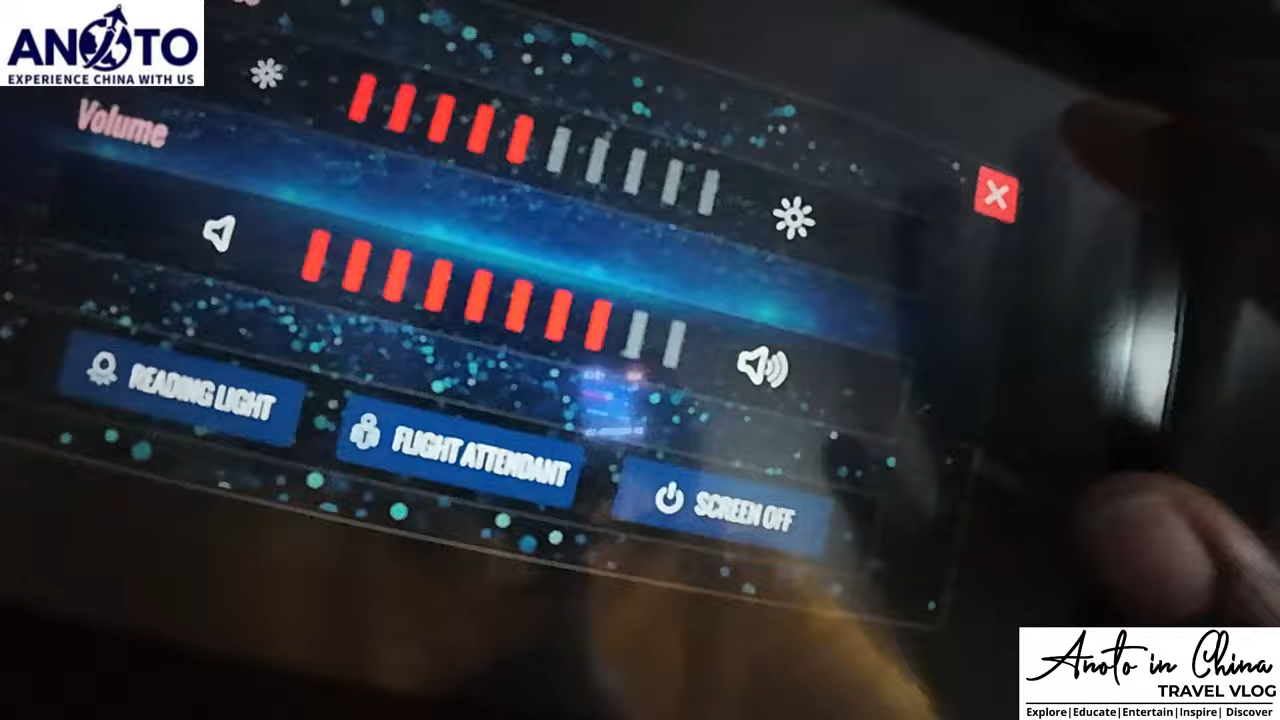 ANOTO
EXPERIENCE CHINA WITH US
Volume
READING LIGHT
FLIGHT ATTENDANT
SCREEN OFF
Anoto in China
TRAVEL VLOG
Explore|Educate|Entertain|Inspire| Discover